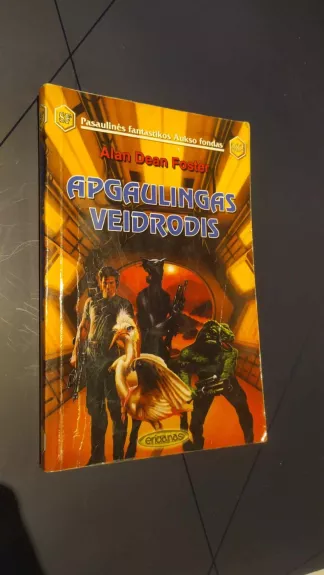 Pasaulinės fantastikos Aukso fondas
Alan Dean Foster
APGAULINGAS
VEIDRODIS
eridanas